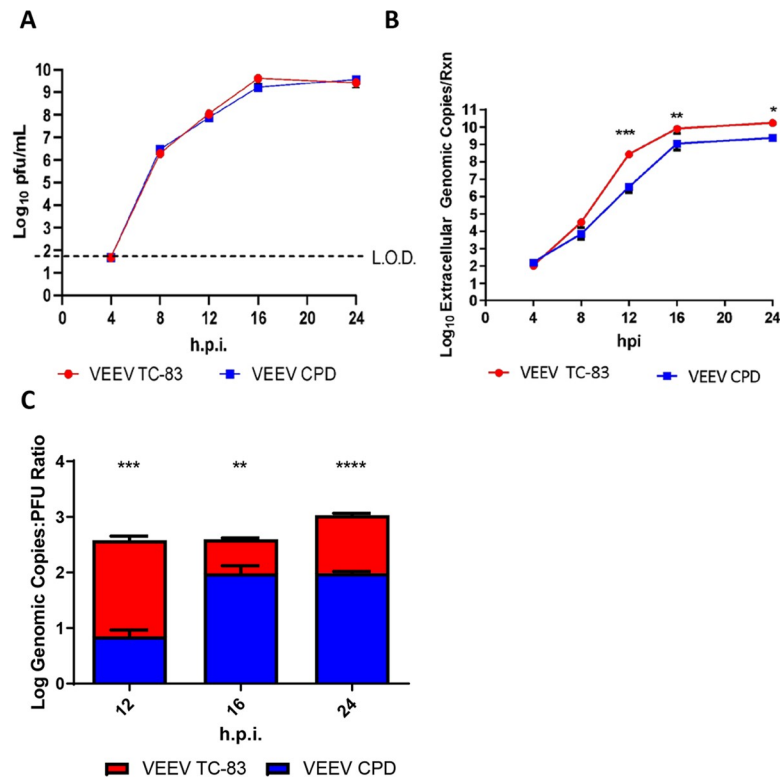 A
Log10 pfu/mL
10
9
8
7
6
5
4
3
2
1
0
L.O.D.
0 4 8 12 16 20 24
h.p.i.
VEEV TC-83 VEEV CPD
B
Log10 Extracellular Genomic Copies/Rxn
11
10
9
8
7
6
5
4
3
2
1
0
***
**
*
0 4 8 12 16 20 24
hpi
VEEV TC-83 VEEV CPD
C
Log Genomic Copies:PFU Ratio
4
3
2
1
0
*** ** ****
12 16 24
h.p.i.
VEEV TC-83 VEEV CPD